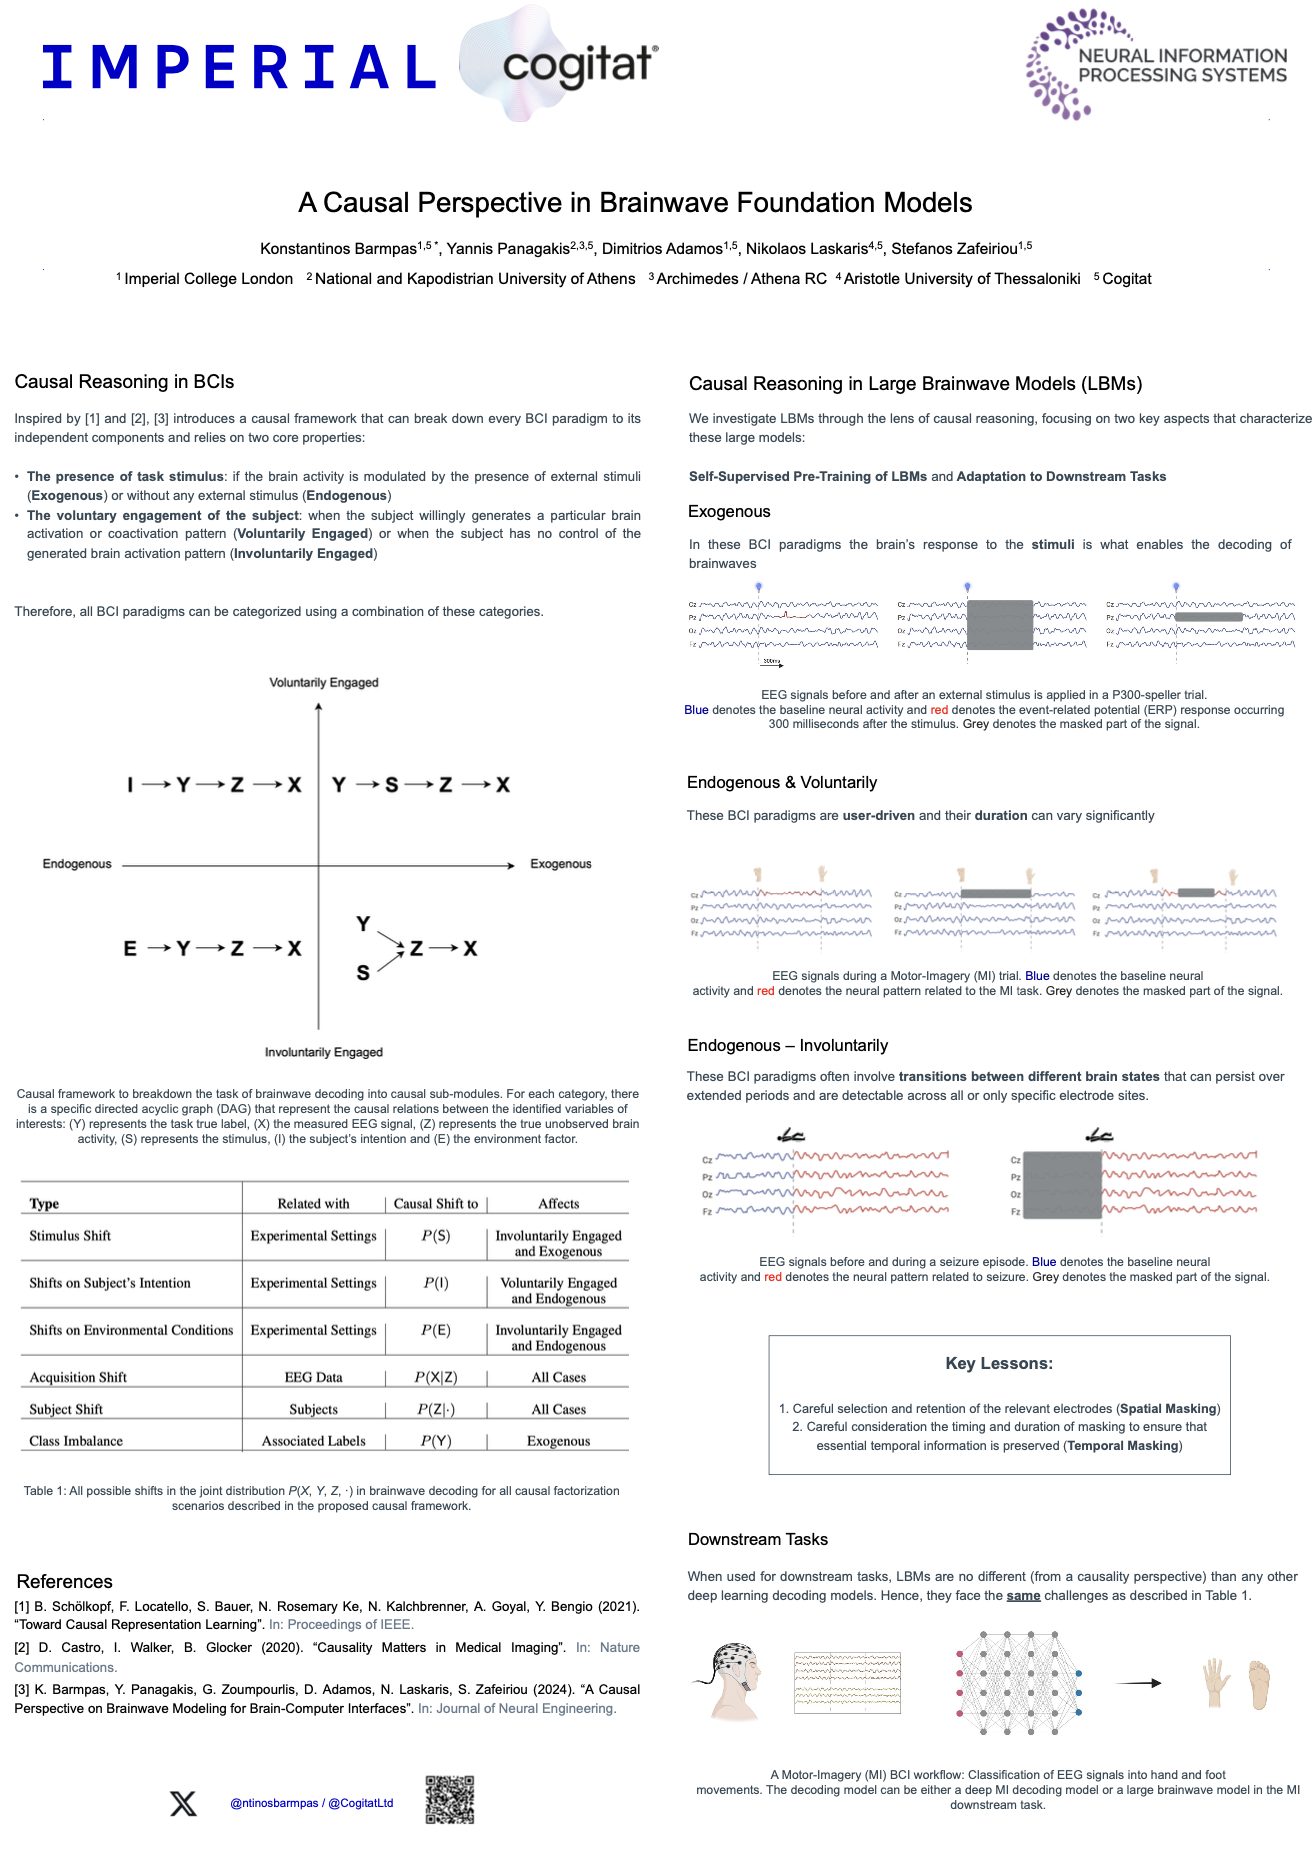 IMPERIAL
cogitat®
NEURAL INFORMATION
PROCESSING SYSTEMS
A Causal Perspective in Brainwave Foundation Models
Konstantinos Barmpas1,5 *, Yannis Panagakis2,3,5, Dimitrios Adamos1,5, Nikolaos Laskaris4,5, Stefanos Zafeiriou1,5
1 Imperial College London 2 National and Kapodistrian University of Athens 3 Archimedes / Athena RC 4 Aristotle University of Thessaloniki 5 Cogitat
Causal Reasoning in BCIs
Inspired by [1] and [2], [3] introduces a causal framework that can break down every BCI paradigm to its
independent components and relies on two core properties:
• The presence of task stimulus: if the brain activity is modulated by the presence of external stimuli
(Exogenous) or without any external stimulus (Endogenous)
• The voluntary engagement of the subject: when the subject willingly generates a particular brain
activation or coactivation pattern (Voluntarily Engaged) or when the subject has no control of the
generated brain activation pattern (Involuntarily Engaged)
Therefore, all BCI paradigms can be categorized using a combination of these categories.
Voluntarily Engaged
I → Y → Z → X
Y → S → Z → X
Endogenous
Exogenous
E → Y → Z → X
Y
Z → X
S
Involuntarily Engaged
Causal framework to breakdown the task of brainwave decoding into causal sub-modules. For each category, there
is a specific directed acyclic graph (DAG) that represent the causal relations between the identified variables of
interests: (Y) represents the task true label, (X) the measured EEG signal, (Z) represents the true unobserved brain
activity, (S) represents the stimulus, (I) the subject's intention and (E) the environment factor.
Type Related with Causal Shift to Affects
Stimulus Shift Experimental Settings P(S) Involuntarily Engaged
and Exogenous
Shifts on Subject's Intention Experimental Settings P(I) Voluntarily Engaged
and Endogenous
Shifts on Environmental Conditions Experimental Settings P(E) Involuntarily Engaged
and Endogenous
Acquisition Shift EEG Data P(X|Z) All Cases
Subject Shift Subjects P(Z|·) All Cases
Class Imbalance Associated Labels P(Y) Exogenous
Table 1: All possible shifts in the joint distribution P(X, Y, Z, ·) in brainwave decoding for all causal factorization
scenarios described in the proposed causal framework.
References
[1] B. Schölkopf, F. Locatello, S. Bauer, N. Rosemary Ke, N. Kalchbrenner, A. Goyal, Y. Bengio (2021).
“Toward Causal Representation Learning”. In: Proceedings of IEEE.
[2] D. Castro, I. Walker, B. Glocker (2020). “Causality Matters in Medical Imaging”. In: Nature
Communications.
[3] K. Barmpas, Y. Panagakis, G. Zoumpourlis, D. Adamos, N. Laskaris, S. Zafeiriou (2024). “A Causal
Perspective on Brainwave Modeling for Brain-Computer Interfaces”. In: Journal of Neural Engineering.
@ntinosbarmpas / @CogitatLtd
Causal Reasoning in Large Brainwave Models (LBMs)
We investigate LBMs through the lens of causal reasoning, focusing on two key aspects that characterize
these large models:
Self-Supervised Pre-Training of LBMs and Adaptation to Downstream Tasks
Exogenous
In these BCI paradigms the brain's response to the stimuli is what enables the decoding of
brainwaves
Cz Cz Cz
Pz Pz Pz
Oz Oz Oz
Fz Fz Fz
300ms
EEG signals before and after an external stimulus is applied in a P300-speller trial.
Blue denotes the baseline neural activity and red denotes the event-related potential (ERP) response occurring
300 milliseconds after the stimulus. Grey denotes the masked part of the signal.
Endogenous & Voluntarily
These BCI paradigms are user-driven and their duration can vary significantly
Cz Cz Cz
Pz Pz Pz
Oz Oz Oz
Fz Fz Fz
EEG signals during a Motor-Imagery (MI) trial. Blue denotes the baseline neural
activity and red denotes the neural pattern related to the MI task. Grey denotes the masked part of the signal.
Endogenous – Involuntarily
These BCI paradigms often involve transitions between different brain states that can persist over
extended periods and are detectable across all or only specific electrode sites.
Cz Cz
Pz Pz
Oz Oz
Fz Fz
EEG signals before and during a seizure episode. Blue denotes the baseline neural
activity and red denotes the neural pattern related to seizure. Grey denotes the masked part of the signal.
Key Lessons:
1. Careful selection and retention of the relevant electrodes (Spatial Masking)
2. Careful consideration the timing and duration of masking to ensure that
essential temporal information is preserved (Temporal Masking)
Downstream Tasks
When used for downstream tasks, LBMs are no different (from a causality perspective) than any other
deep learning decoding models. Hence, they face the same challenges as described in Table 1.
A Motor-Imagery (MI) BCI workflow: Classification of EEG signals into hand and foot
movements. The decoding model can be either a deep MI decoding model or a large brainwave model in the MI
downstream task.